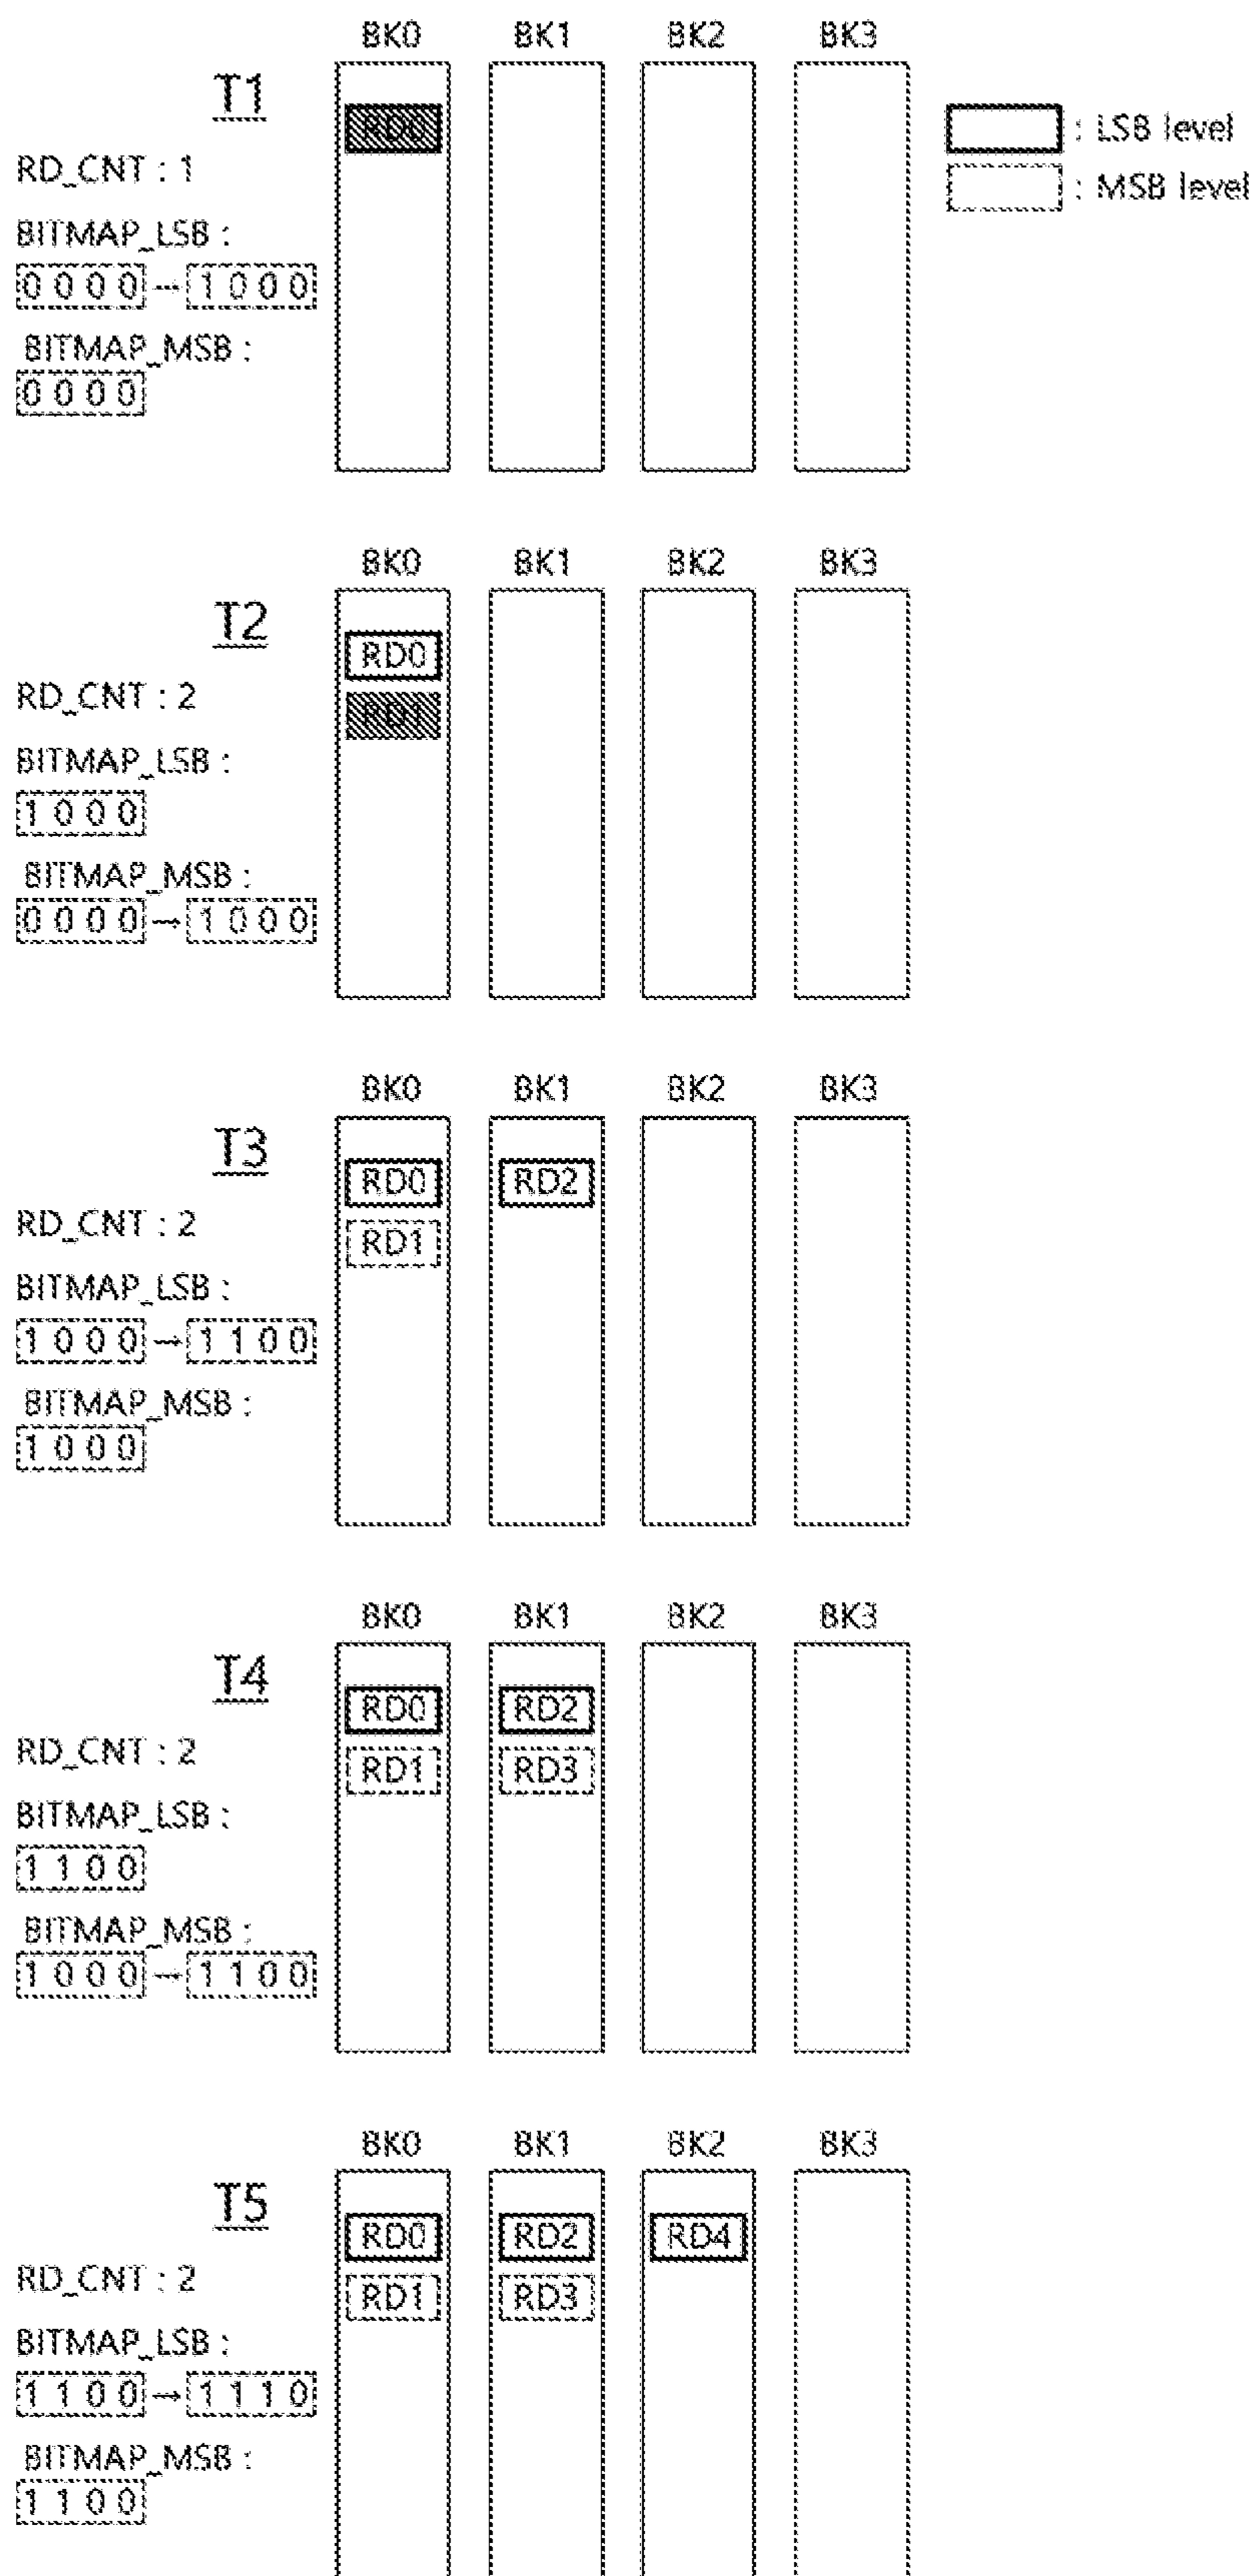 BK0 BK1 BK2 BK3
T1
RD0
: LSB level
: MSB level
RD_CNT : 1
BITMAP_LSB :
0 0 0 0 → 1 0 0 0
BITMAP_MSB :
0 0 0 0
BK0 BK1 BK2 BK3
T2
RD0
RD1
RD_CNT : 2
BITMAP_LSB :
1 0 0 0
BITMAP_MSB :
0 0 0 0 → 1 0 0 0
BK0 BK1 BK2 BK3
T3
RD0 RD2
RD1
RD_CNT : 2
BITMAP_LSB :
1 0 0 0 → 1 1 0 0
BITMAP_MSB :
1 0 0 0
BK0 BK1 BK2 BK3
T4
RD0 RD2
RD1 RD3
RD_CNT : 2
BITMAP_LSB :
1 1 0 0
BITMAP_MSB :
1 0 0 0 → 1 1 0 0
BK0 BK1 BK2 BK3
T5
RD0 RD2 RD4
RD1 RD3
RD_CNT : 2
BITMAP_LSB :
1 1 0 0 → 1 1 1 0
BITMAP_MSB :
1 1 0 0